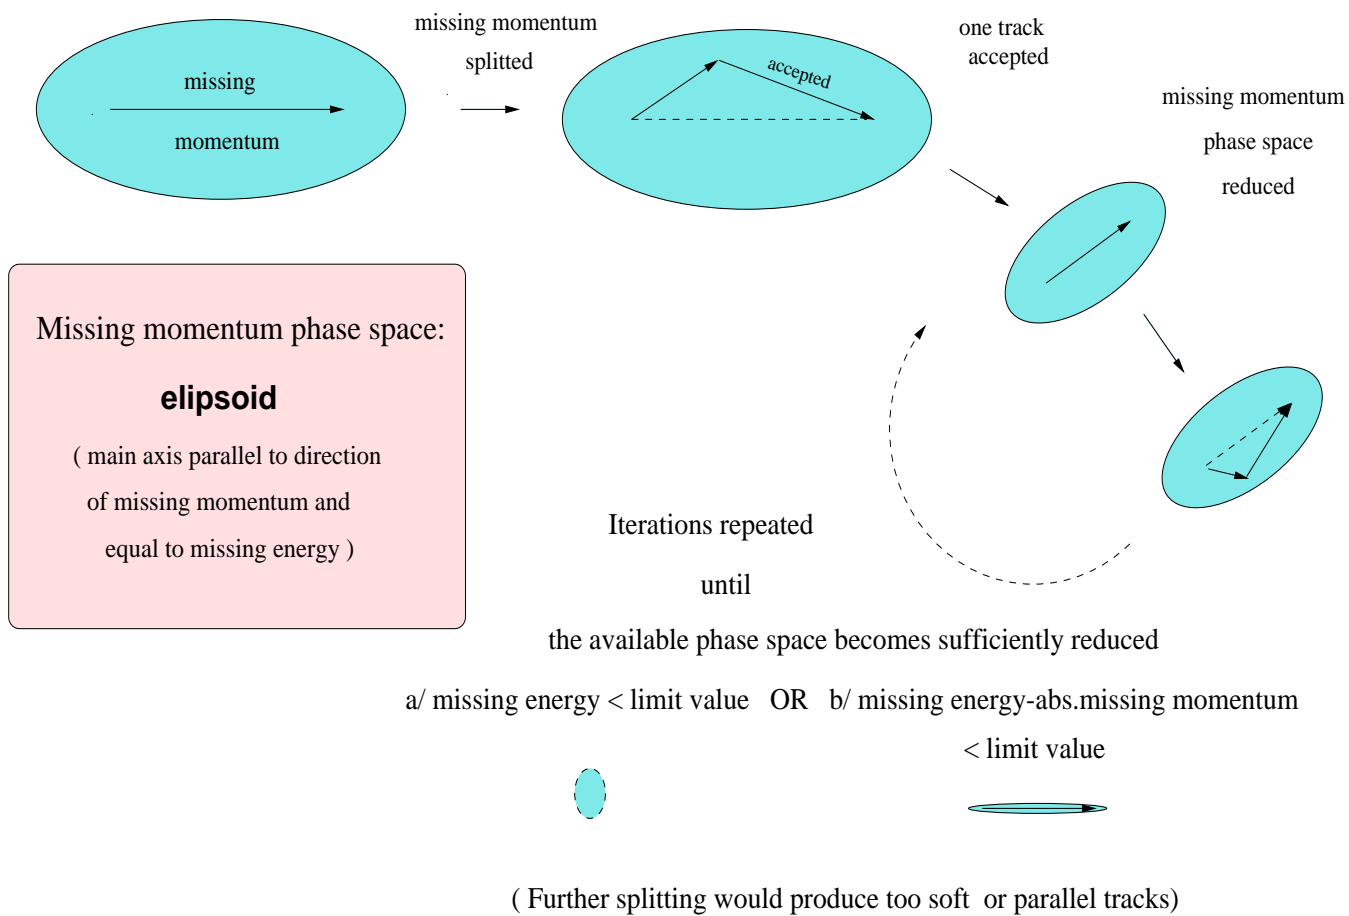 missing
momentum
missing momentum
splitted
accepted
one track
accepted
missing momentum
phase space
reduced
Missing momentum phase space:
elipsoid
( main axis parallel to direction
of missing momentum and
equal to missing energy )
Iterations repeated
until
the available phase space becomes sufficiently reduced
a/ missing energy < limit value OR b/ missing energy-abs.missing momentum
< limit value
( Further splitting would produce too soft or parallel tracks)